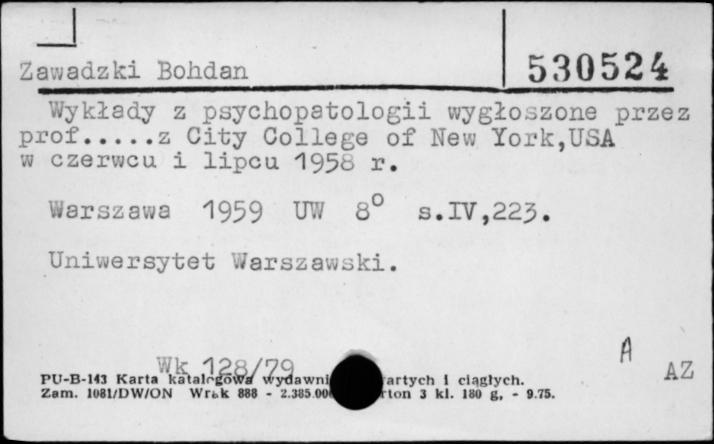 Zawadzki Bohdan
530524
Wykłady z psychopatologii wygłoszone przez
prof.....z City College of New York,USA
w czerwcu i lipcu 1958 r.
Warszawa 1959 UW 8° s.IV,223.
Uniwersytet Warszawski.
A
Wk 128/79
AZ
PU-B-143 Karta katalogowa wydawni artych i ciągłych.
Zam. 1081/DW/ON Wrsk 888 - 2.385.00 rton 3 kl. 180 g, - 9.75.